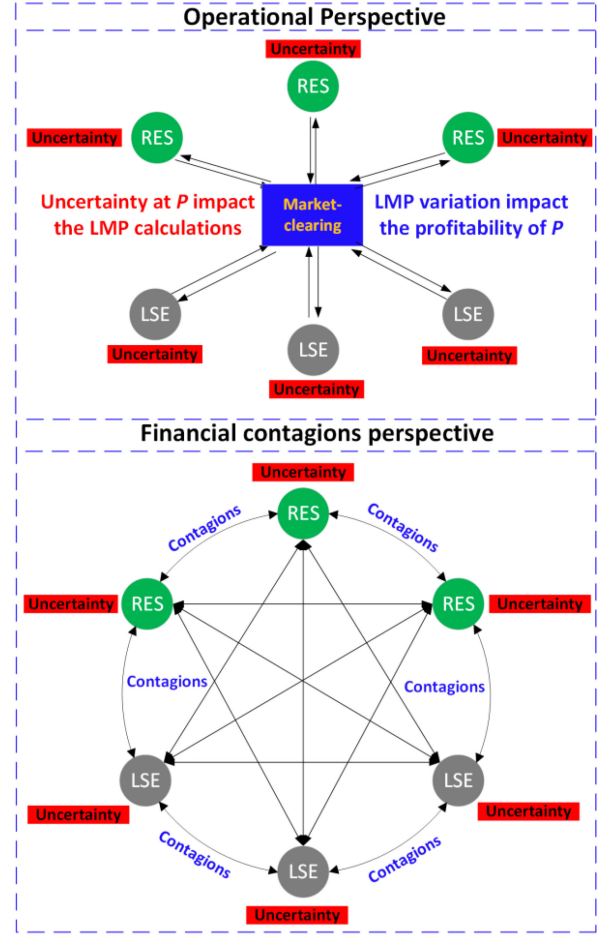 Operational Perspective
Uncertainty
RES
Uncertainty
RES
RES
Uncertainty
Uncertainty at P impact
the LMP calculations
Market-
clearing
LMP variation impact
the profitability of P
LSE
Uncertainty
LSE
Uncertainty
LSE
Uncertainty
Financial contagions perspective
Uncertainty
RES
Contagions
Contagions
Uncertainty
RES
RES
Uncertainty
Contagions
Contagions
LSE
Uncertainty
LSE
Uncertainty
Contagions
Contagions
LSE
Uncertainty